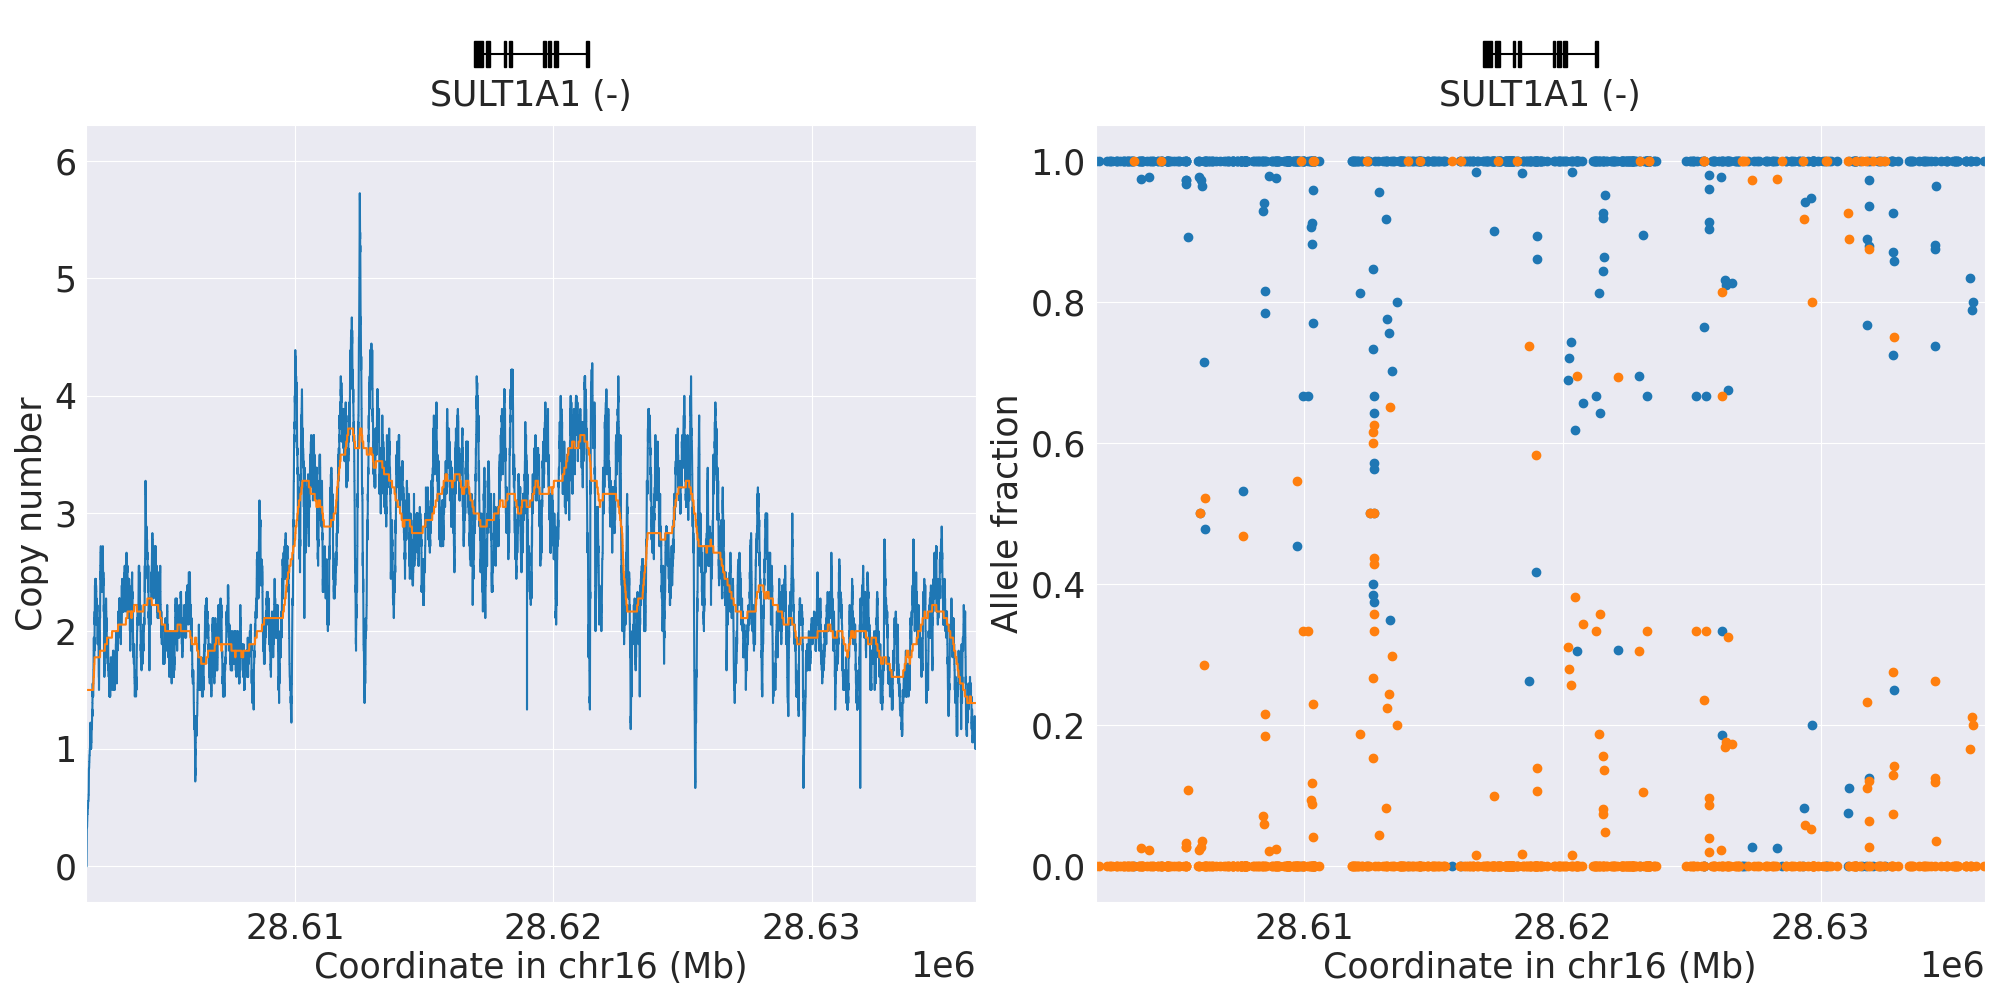 SULT1A1 (-)
6
5
4
3
2
1
0
Copy number
28.61
28.62
28.63
Coordinate in chr16 (Mb)
1e6
SULT1A1 (-)
1.0
0.8
0.6
0.4
0.2
0.0
Allele fraction
28.61
28.62
28.63
Coordinate in chr16 (Mb)
1e6